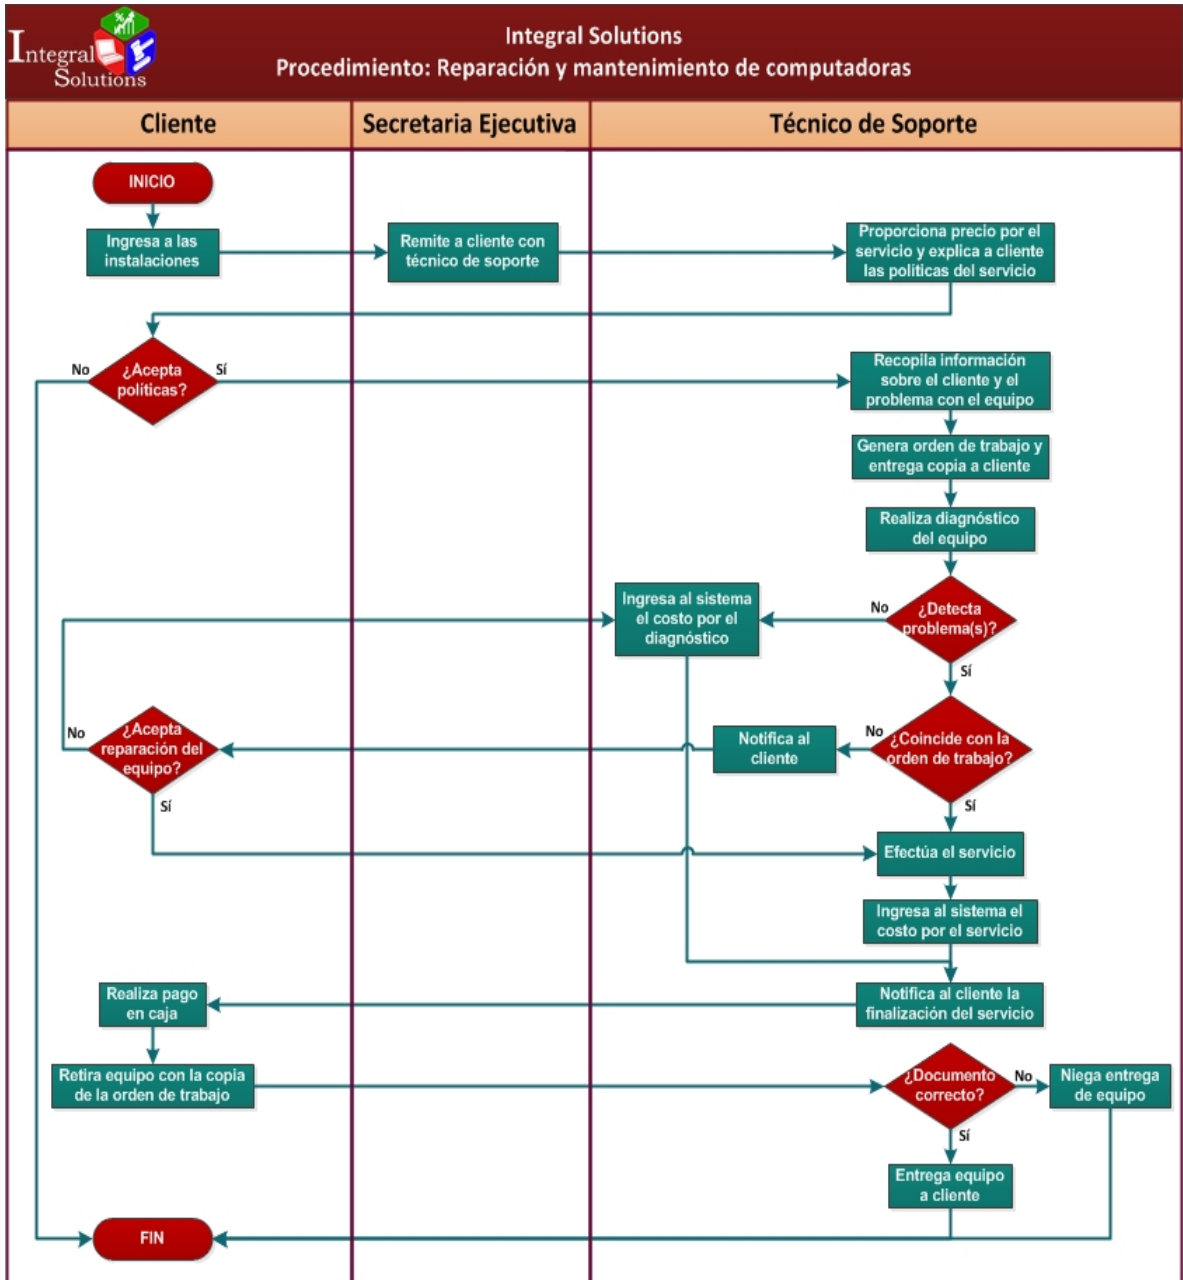 Integral
Solutions
Integral Solutions
Procedimiento: Reparación y mantenimiento de computadoras
Cliente
Secretaria Ejecutiva
Técnico de Soporte
INICIO
Ingresa a las
instalaciones
Remite a cliente con
técnico de soporte
Proporciona precio por el
servicio y explica a cliente
las políticas del servicio
No
¿Acepta
políticas?
Sí
Recopila información
sobre el cliente y el
problema con el equipo
Genera orden de trabajo y
entrega copia a cliente
Realiza diagnóstico
del equipo
Ingresa al sistema
el costo por el
diagnóstico
No
¿Detecta
problema(s)?
Sí
No
¿Acepta
reparación del
equipo?
Sí
Notifica al
cliente
No
¿Coincide con la
orden de trabajo?
Sí
Efectúa el servicio
Ingresa al sistema el
costo por el servicio
Realiza pago
en caja
Notifica al cliente la
finalización del servicio
Retira equipo con la copia
de la orden de trabajo
¿Documento
correcto?
No
Niega entrega
de equipo
Sí
Entrega equipo
a cliente
FIN